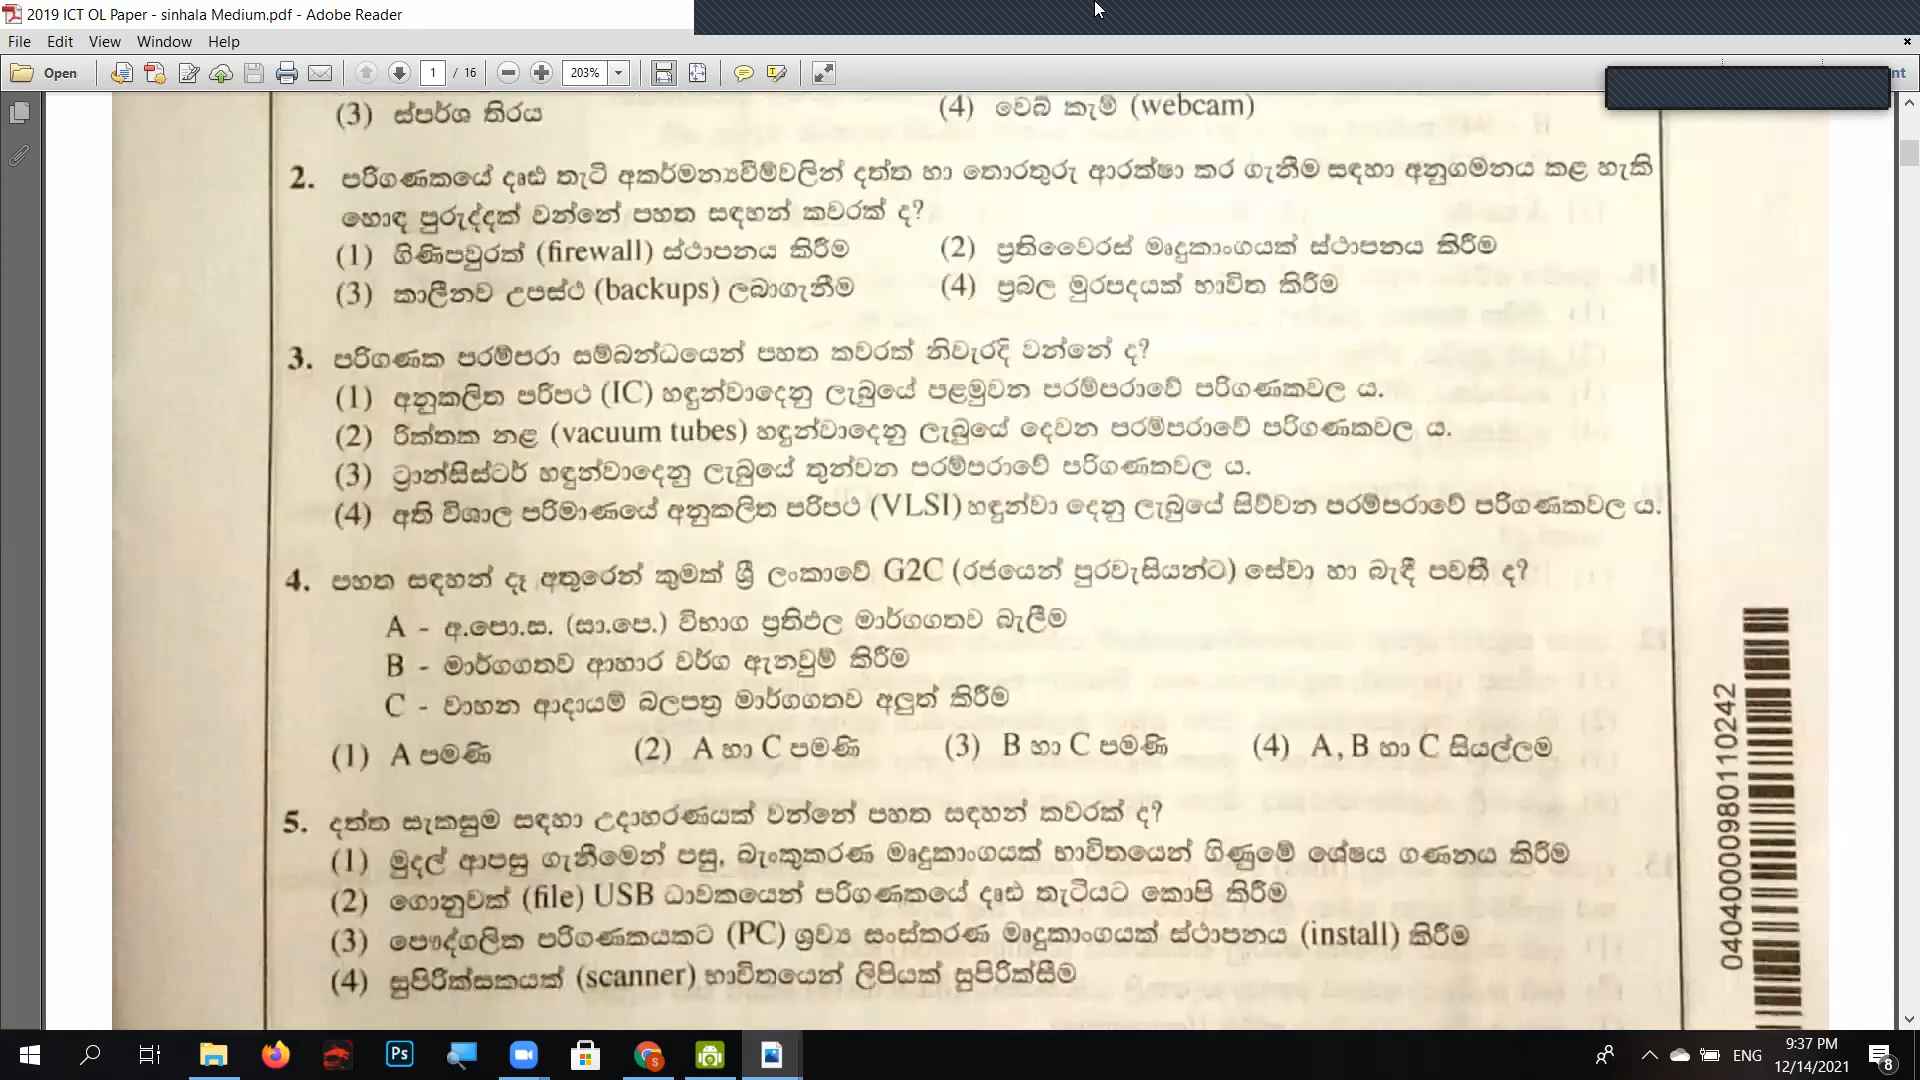 2019 ICT OL Paper - sinhala Medium.pdf - Adobe Reader
File Edit View Window Help
Open 1 / 16 203%
(3) ස්පර්ශ තිරය (4) වෙබ් කැම් (webcam)
2. පරිගණකයේ දෘඪ තැටි අකර්මන්‍යවීම්වලින් දත්ත හා තොරතුරු ආරක්ෂා කර ගැනීම සඳහා අනුගමනය කළ හැකි
හොඳ පුරුද්දක් වන්නේ පහත සඳහන් කවරක් ද?
(1) ගිණිපවුරක් (firewall) ස්ථාපනය කිරීම (2) ප්‍රතිවෛරස් මෘදුකාංගයක් ස්ථාපනය කිරීම
(3) කාලීනව උපස්ථ (backups) ලබාගැනීම (4) ප්‍රබල මුරපදයක් භාවිත කිරීම
3. පරිගණක පරම්පරා සම්බන්ධයෙන් පහත කවරක් නිවැරදි වන්නේ ද?
(1) අනුකලිත පරිපථ (IC) හඳුන්වාදෙනු ලැබුයේ පළමුවන පරම්පරාවේ පරිගණකවල ය.
(2) රික්තක නළ (vacuum tubes) හඳුන්වාදෙනු ලැබුයේ දෙවන පරම්පරාවේ පරිගණකවල ය.
(3) ට්‍රාන්සිස්ටර් හඳුන්වාදෙනු ලැබුයේ තුන්වන පරම්පරාවේ පරිගණකවල ය.
(4) අති විශාල පරිමාණයේ අනුකලිත පරිපථ (VLSI) හඳුන්වා දෙනු ලැබුයේ සිව්වන පරම්පරාවේ පරිගණකවල ය.
4. පහත සඳහන් දෑ අතුරෙන් කුමක් ශ්‍රී ලංකාවේ G2C (රජයෙන් පුරවැසියන්ට) සේවා හා බැඳී පවතී ද?
A - අ.පො.ස. (සා.පෙ.) විභාග ප්‍රතිඵල මාර්ගගතව බැලීම
B - මාර්ගගතව ආහාර වර්ග ඇනවුම් කිරීම
C - වාහන ආදායම් බලපත්‍ර මාර්ගගතව අලුත් කිරීම
(1) A පමණි (2) A හා C පමණි (3) B හා C පමණි (4) A, B හා C සියල්ලම
5. දත්ත සැකසුම සඳහා උදාහරණයක් වන්නේ පහත සඳහන් කවරක් ද?
(1) මුදල් ආපසු ගැනීමෙන් පසු, බැංකුකරණ මෘදුකාංගයක් භාවිතයෙන් ගිණුමේ ශේෂය ගණනය කිරීම
(2) ගොනුවක් (file) USB ධාවකයෙන් පරිගණකයේ දෘඪ තැටියට කොපි කිරීම
(3) පෞද්ගලික පරිගණකයකට (PC) ශ්‍රව්‍ය සංස්කරණ මෘදුකාංගයක් ස්ථාපනය (install) කිරීම
(4) සුපිරික්සකයක් (scanner) භාවිතයෙන් ලිපියක් සුපිරික්සීම
04040000980110242
Ps
S
ENG
9:37 PM
12/14/2021
8